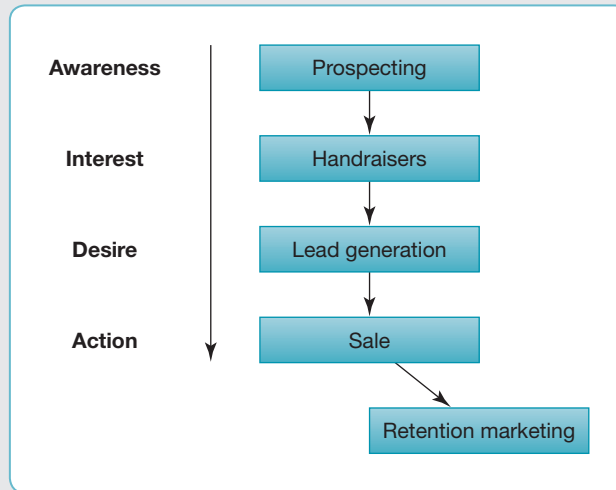 Awareness
Prospecting
Interest
Handraisers
Desire
Lead generation
Action
Sale
Retention marketing